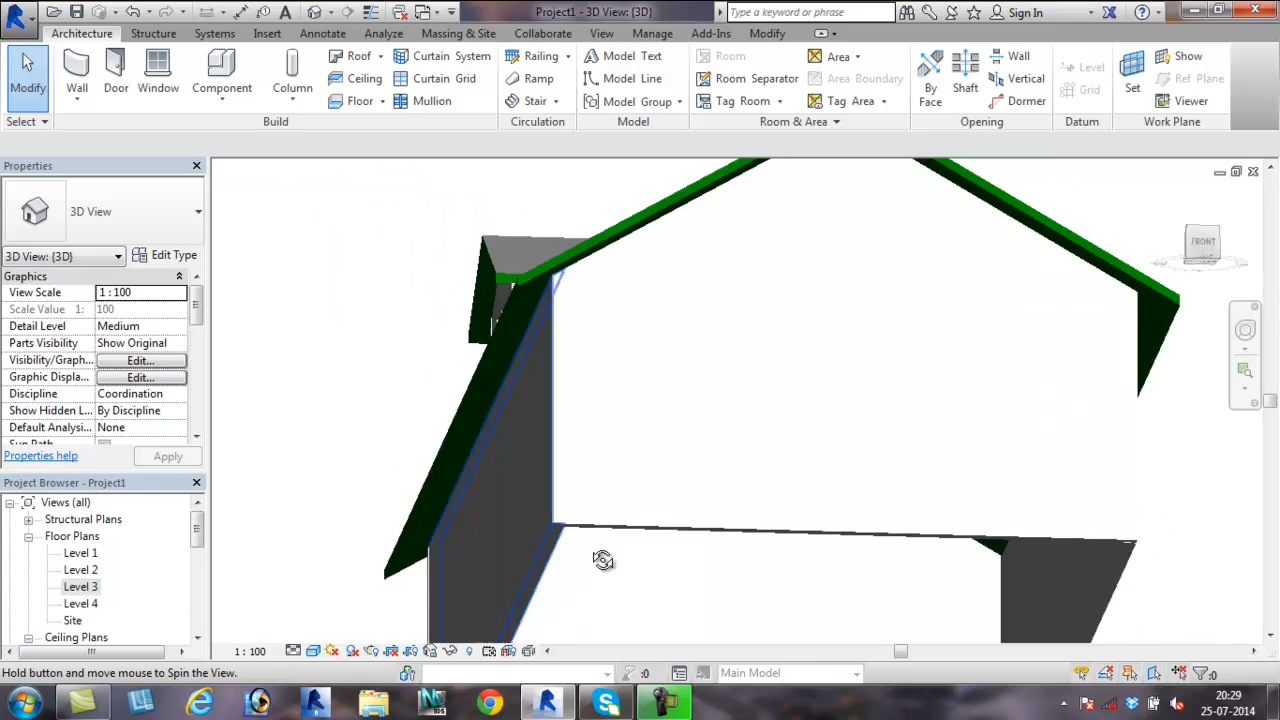 Project1 - 3D View: {3D}
Type a keyword or phrase
Sign In
Architecture Structure Systems Insert Annotate Analyze Massing & Site Collaborate View Manage Add-Ins Modify
Modify
Wall
Door
Window
Component
Column
Roof
Ceiling
Floor
Curtain System
Curtain Grid
Mullion
Railing
Ramp
Stair
Model Text
Model Line
Model Group
Room
Room Separator
Tag Room
Area
Area Boundary
Tag Area
By Face
Shaft
Wall
Vertical
Dormer
Level
Grid
Set
Show
Ref Plane
Viewer
Select
Build
Circulation
Model
Room & Area
Opening
Datum
Work Plane
Properties
3D View
3D View: {3D}
Edit Type
Graphics
View Scale 1 : 100
Scale Value 1: 100
Detail Level Medium
Parts Visibility Show Original
Visibility/Graph... Edit...
Graphic Displa... Edit...
Discipline Coordination
Show Hidden L... By Discipline
Default Analysi... None
Properties help
Apply
Project Browser - Project1
Views (all)
Structural Plans
Floor Plans
Level 1
Level 2
Level 3
Level 4
Site
Ceiling Plans
FRONT
1 : 100
Hold button and move mouse to Spin the View.
:0
Main Model
:0
20:29
25-07-2014